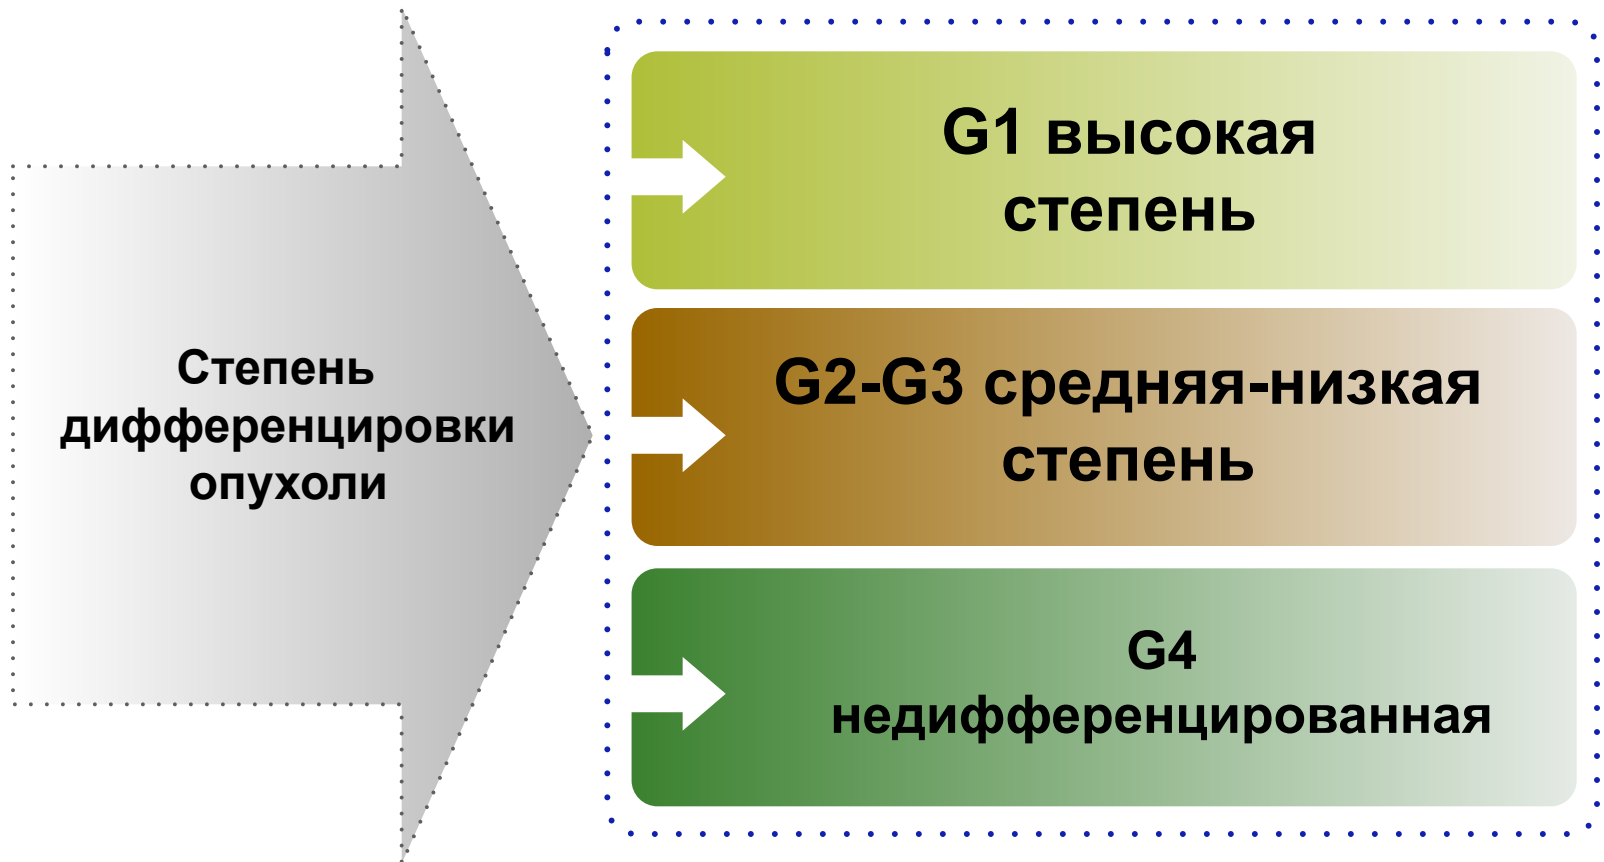 Степень
дифференцировки
опухоли
G1 высокая
степень
G2-G3 средняя-низкая
степень
G4
недифференцированная